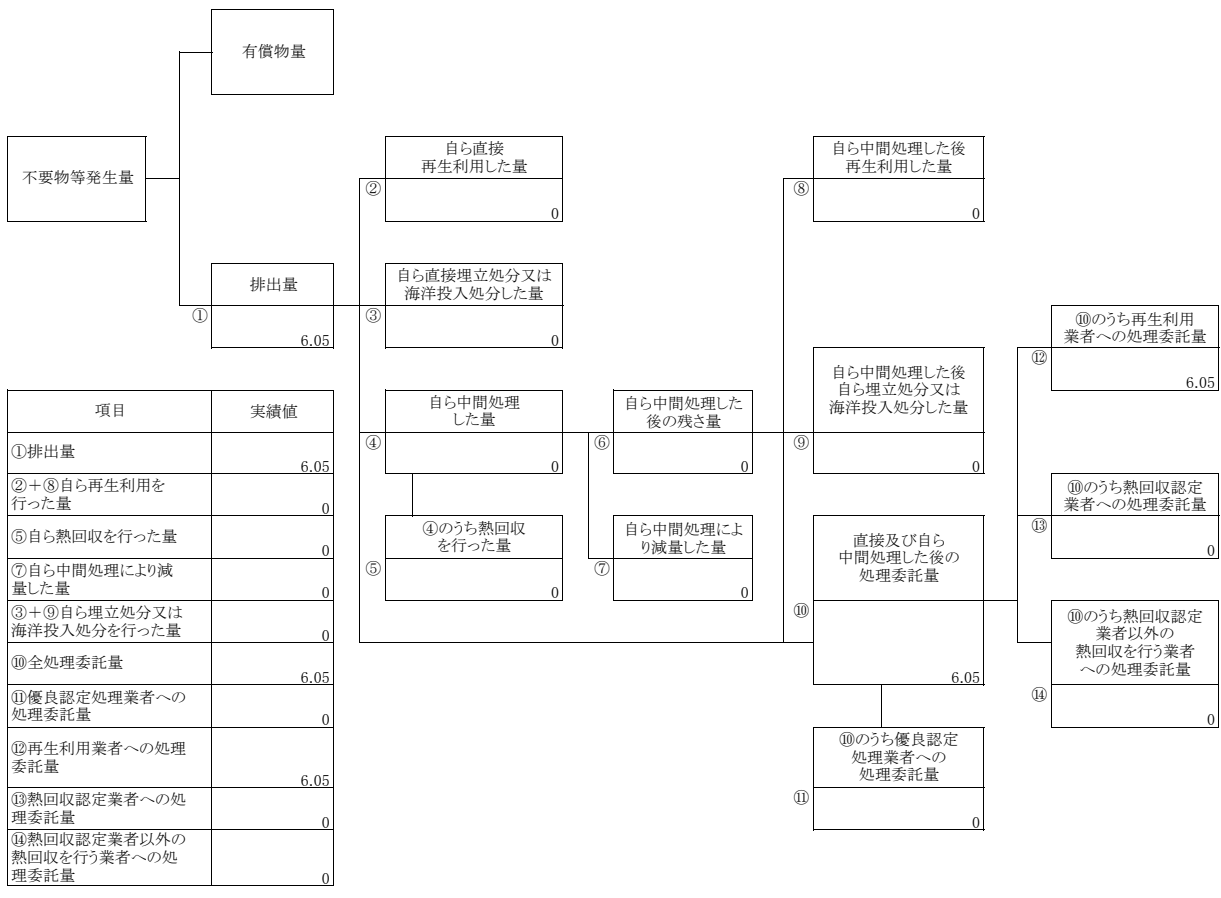 有償物量
不要物等発生量
排出量
①
6.05
自ら直接
再生利用した量
②
0
自ら直接埋立処分又は
海洋投入処分した量
③
0
自ら中間処理
した量
④
0
④のうち熱回収
を行った量
⑤
0
自ら中間処理した
後の残さ量
⑥
0
自ら中間処理によ
り減量した量
⑦
0
自ら中間処理した後
再生利用した量
⑧
0
自ら中間処理した後
自ら埋立処分又は
海洋投入処分した量
⑨
0
直接及び自ら
中間処理した後の
処理委託量
⑩
6.05
⑩のうち優良認定
処理業者への
処理委託量
⑪
0
⑩のうち再生利用
業者への処理委託量
⑫
6.05
⑩のうち熱回収認定
業者への処理委託量
⑬
0
⑩のうち熱回収認定
業者以外の
熱回収を行う業者
への処理委託量
⑭
0
項目 実績値
①排出量
6.05
②＋⑧自ら再生利用を
行った量
0
⑤自ら熱回収を行った量
0
⑦自ら中間処理により減
量した量
0
③＋⑨自ら埋立処分又は
海洋投入処分を行った量
0
⑩全処理委託量
6.05
⑪優良認定処理業者への
処理委託量
0
⑫再生利用業者への処理
委託量
6.05
⑬熱回収認定業者への処
理委託量
0
⑭熱回収認定業者以外の
熱回収を行う業者への処
理委託量
0